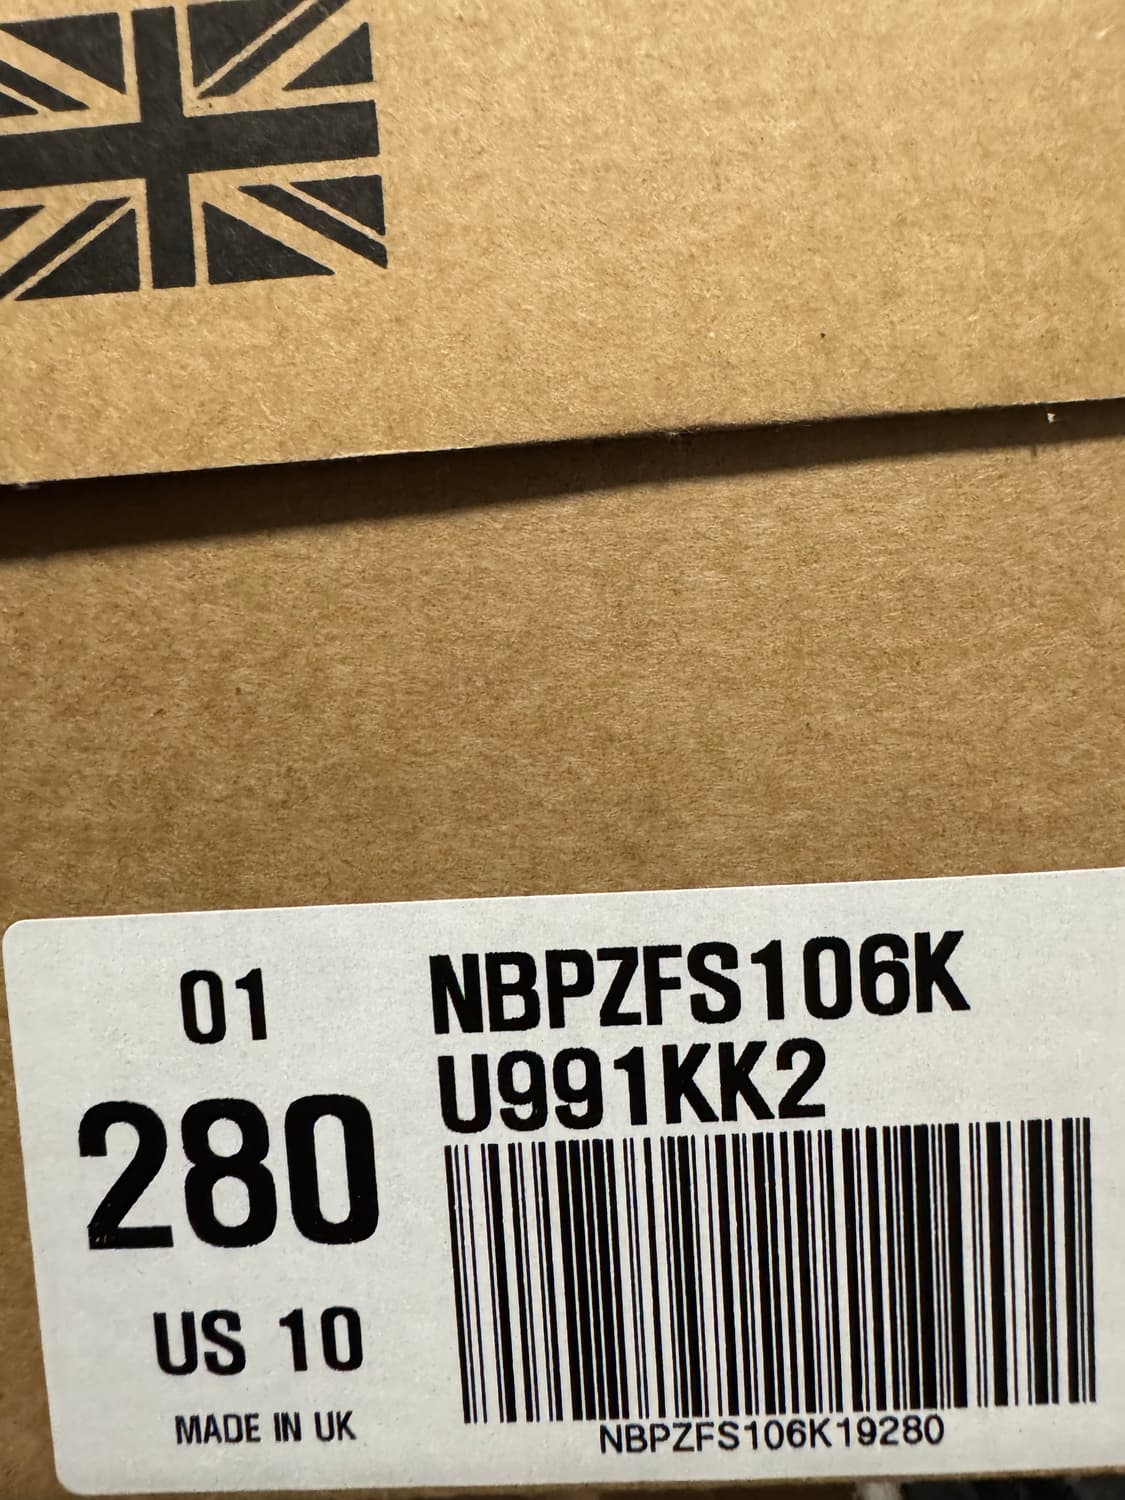 01
280
US 10
MADE IN UK
NBPZFS106K
U991KK2
NBPZFS106K19280